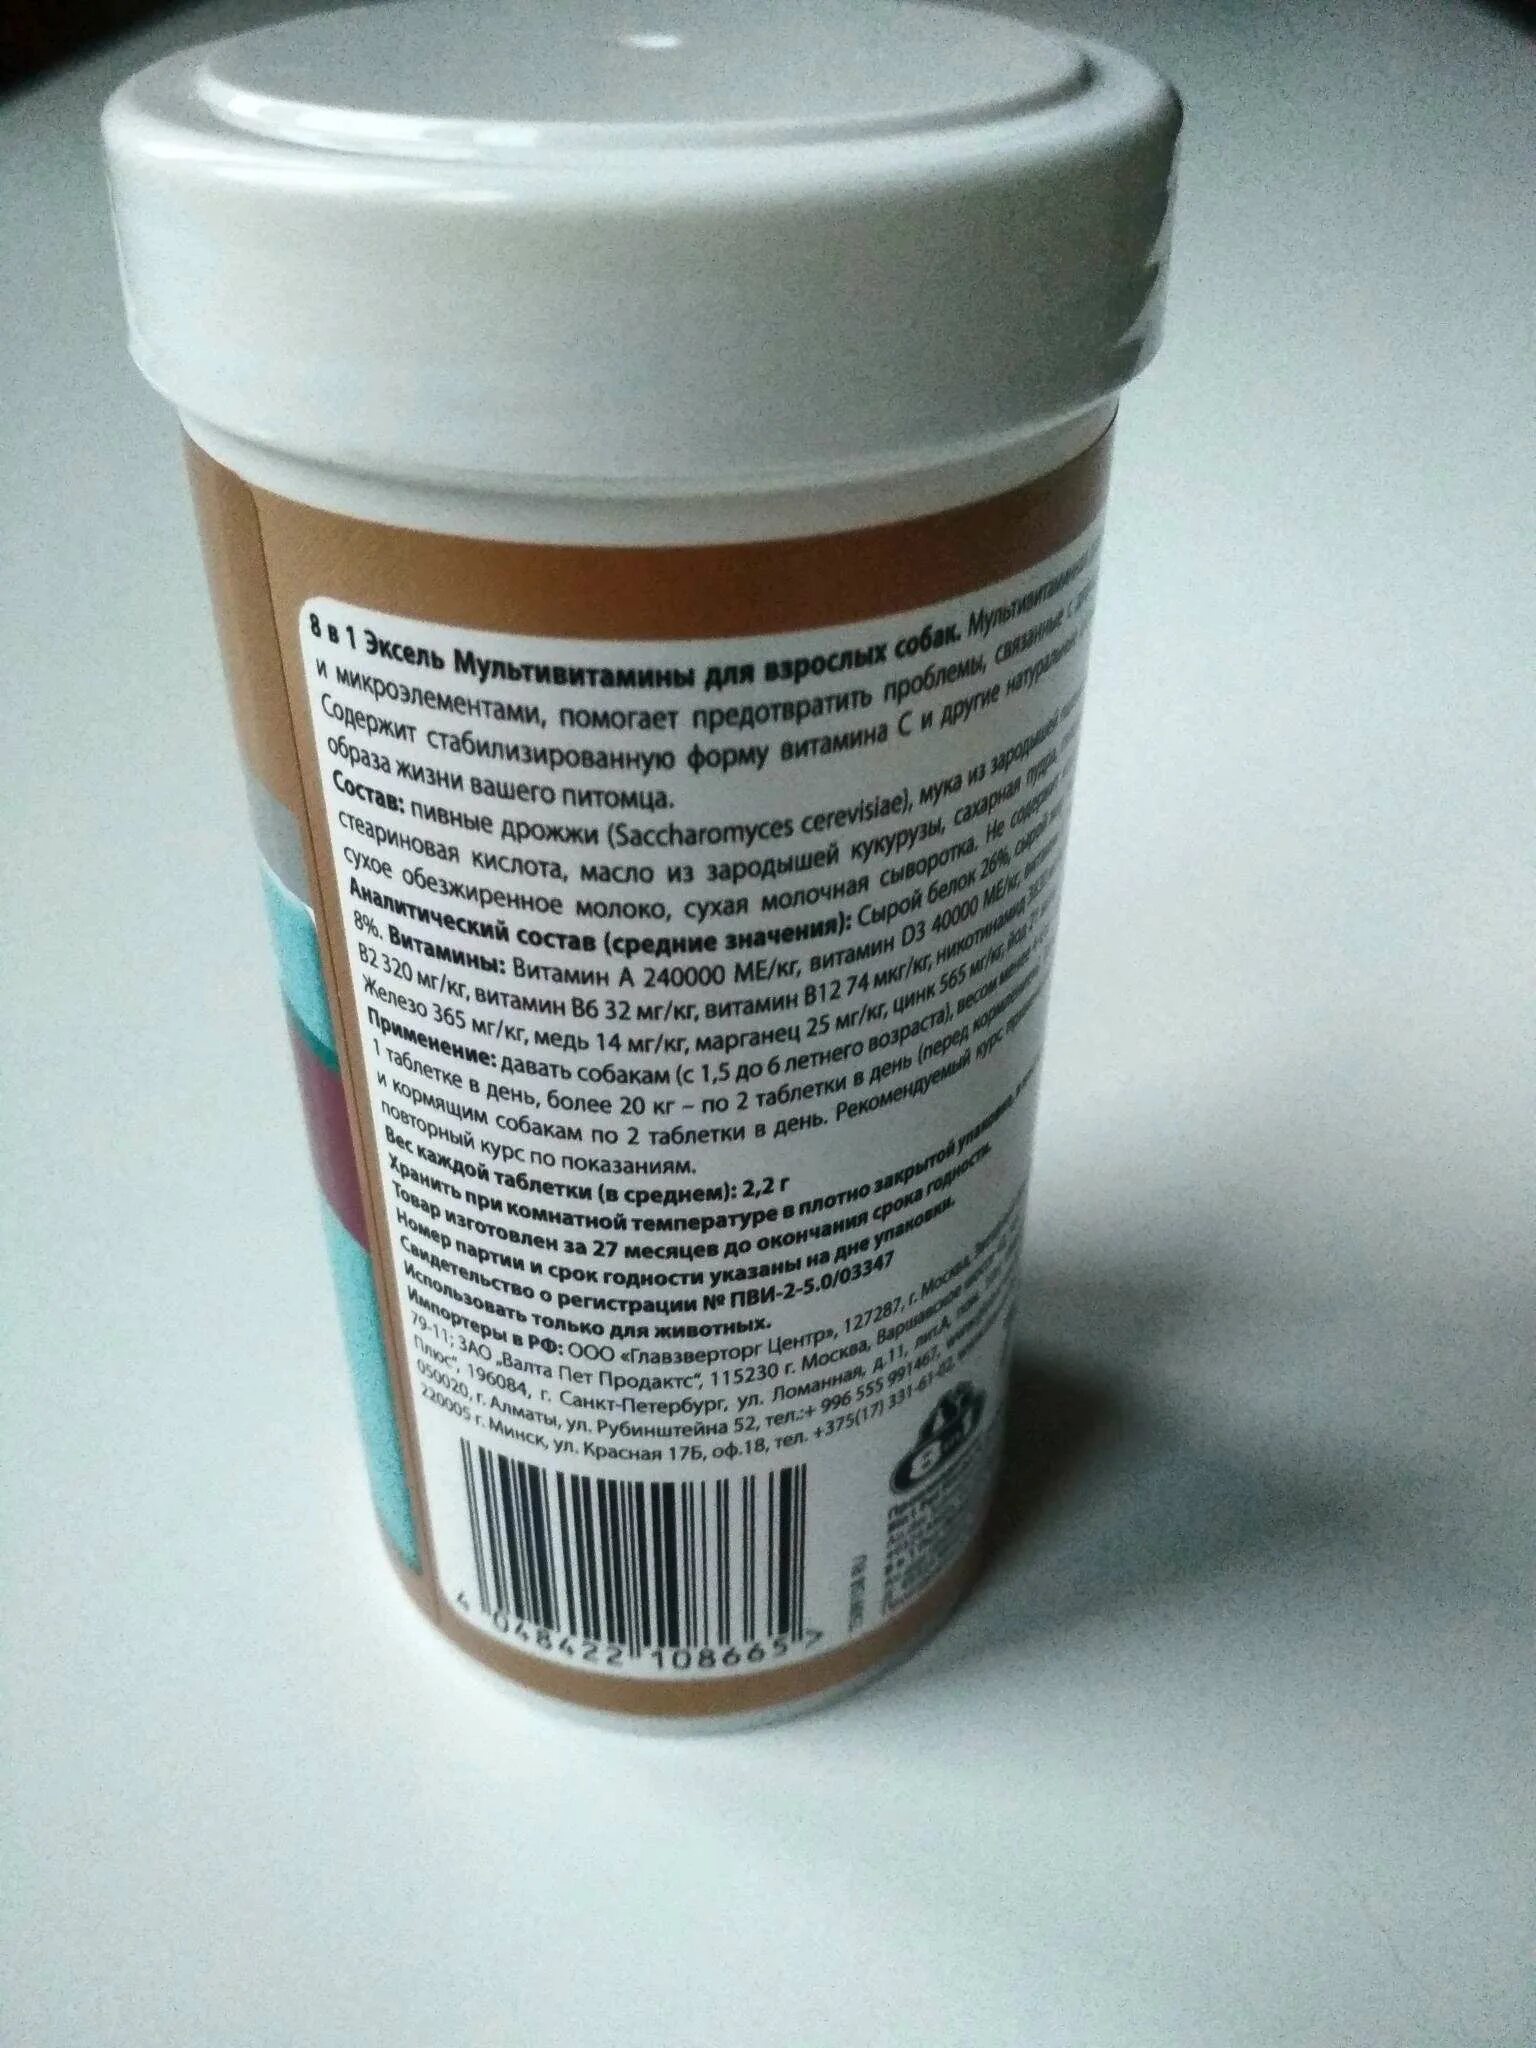 8 в 1 Эксель Мультивитамины для взрослых собак. Мультивитамины
и микроэлементами, помогает предотвратить проблемы, связанные с
Содержит стабилизированную форму витамина С и другие натуральные
образа жизни вашего питомца.
Состав: пивные дрожжи (Saccharomyces cerevisiae), мука из зародышей
стеариновая кислота, масло из зародышей кукурузы, сахарная пудра,
сухое обезжиренное молоко, сухая молочная сыворотка. Не содержит
Аналитический состав (средние значения): Сырой белок 26%, сырой
8%. Витамины: Витамин А 240000 МЕ/кг, витамин D3 40000 МЕ/кг, витамин
В2 320 мг/кг, витамин В6 32 мг/кг, витамин В12 74 мкг/кг, никотинамид
Железо 365 мг/кг, медь 14 мг/кг, марганец 25 мг/кг, цинк 565 мг/кг, йод
Применение: давать собакам (с 1,5 до 6 летнего возраста), весом менее
1 таблетке в день, более 20 кг – по 2 таблетки в день (перед кормлением
и кормящим собакам по 2 таблетки в день. Рекомендуемый курс
повторный курс по показаниям.
Вес каждой таблетки (в среднем): 2,2 г
Хранить при комнатной температуре в плотно закрытой упаковке,
Товар изготовлен за 27 месяцев до окончания срока годности.
Номер партии и срок годности указаны на дне упаковки.
Свидетельство о регистрации № ПВИ-2-5.0/03347
Использовать только для животных.
Импортеры в РФ: ООО «Главзверторг Центр», 127287, г. Москва,
79-11; ЗАО „Валта Пет Продактс“, 115230 г. Москва, Варшавское шоссе
Плюс“, 196084, г. Санкт-Петербург, ул. Ломанная, д.11, лит.А, пом.
050020, г. Алматы, ул. Рубинштейна 52, тел.:+ 996 555 991467,
220005 г. Минск, ул. Красная 17Б, оф.18, тел. +375(17) 331-61-02,
8in1
4 048422 108665 >